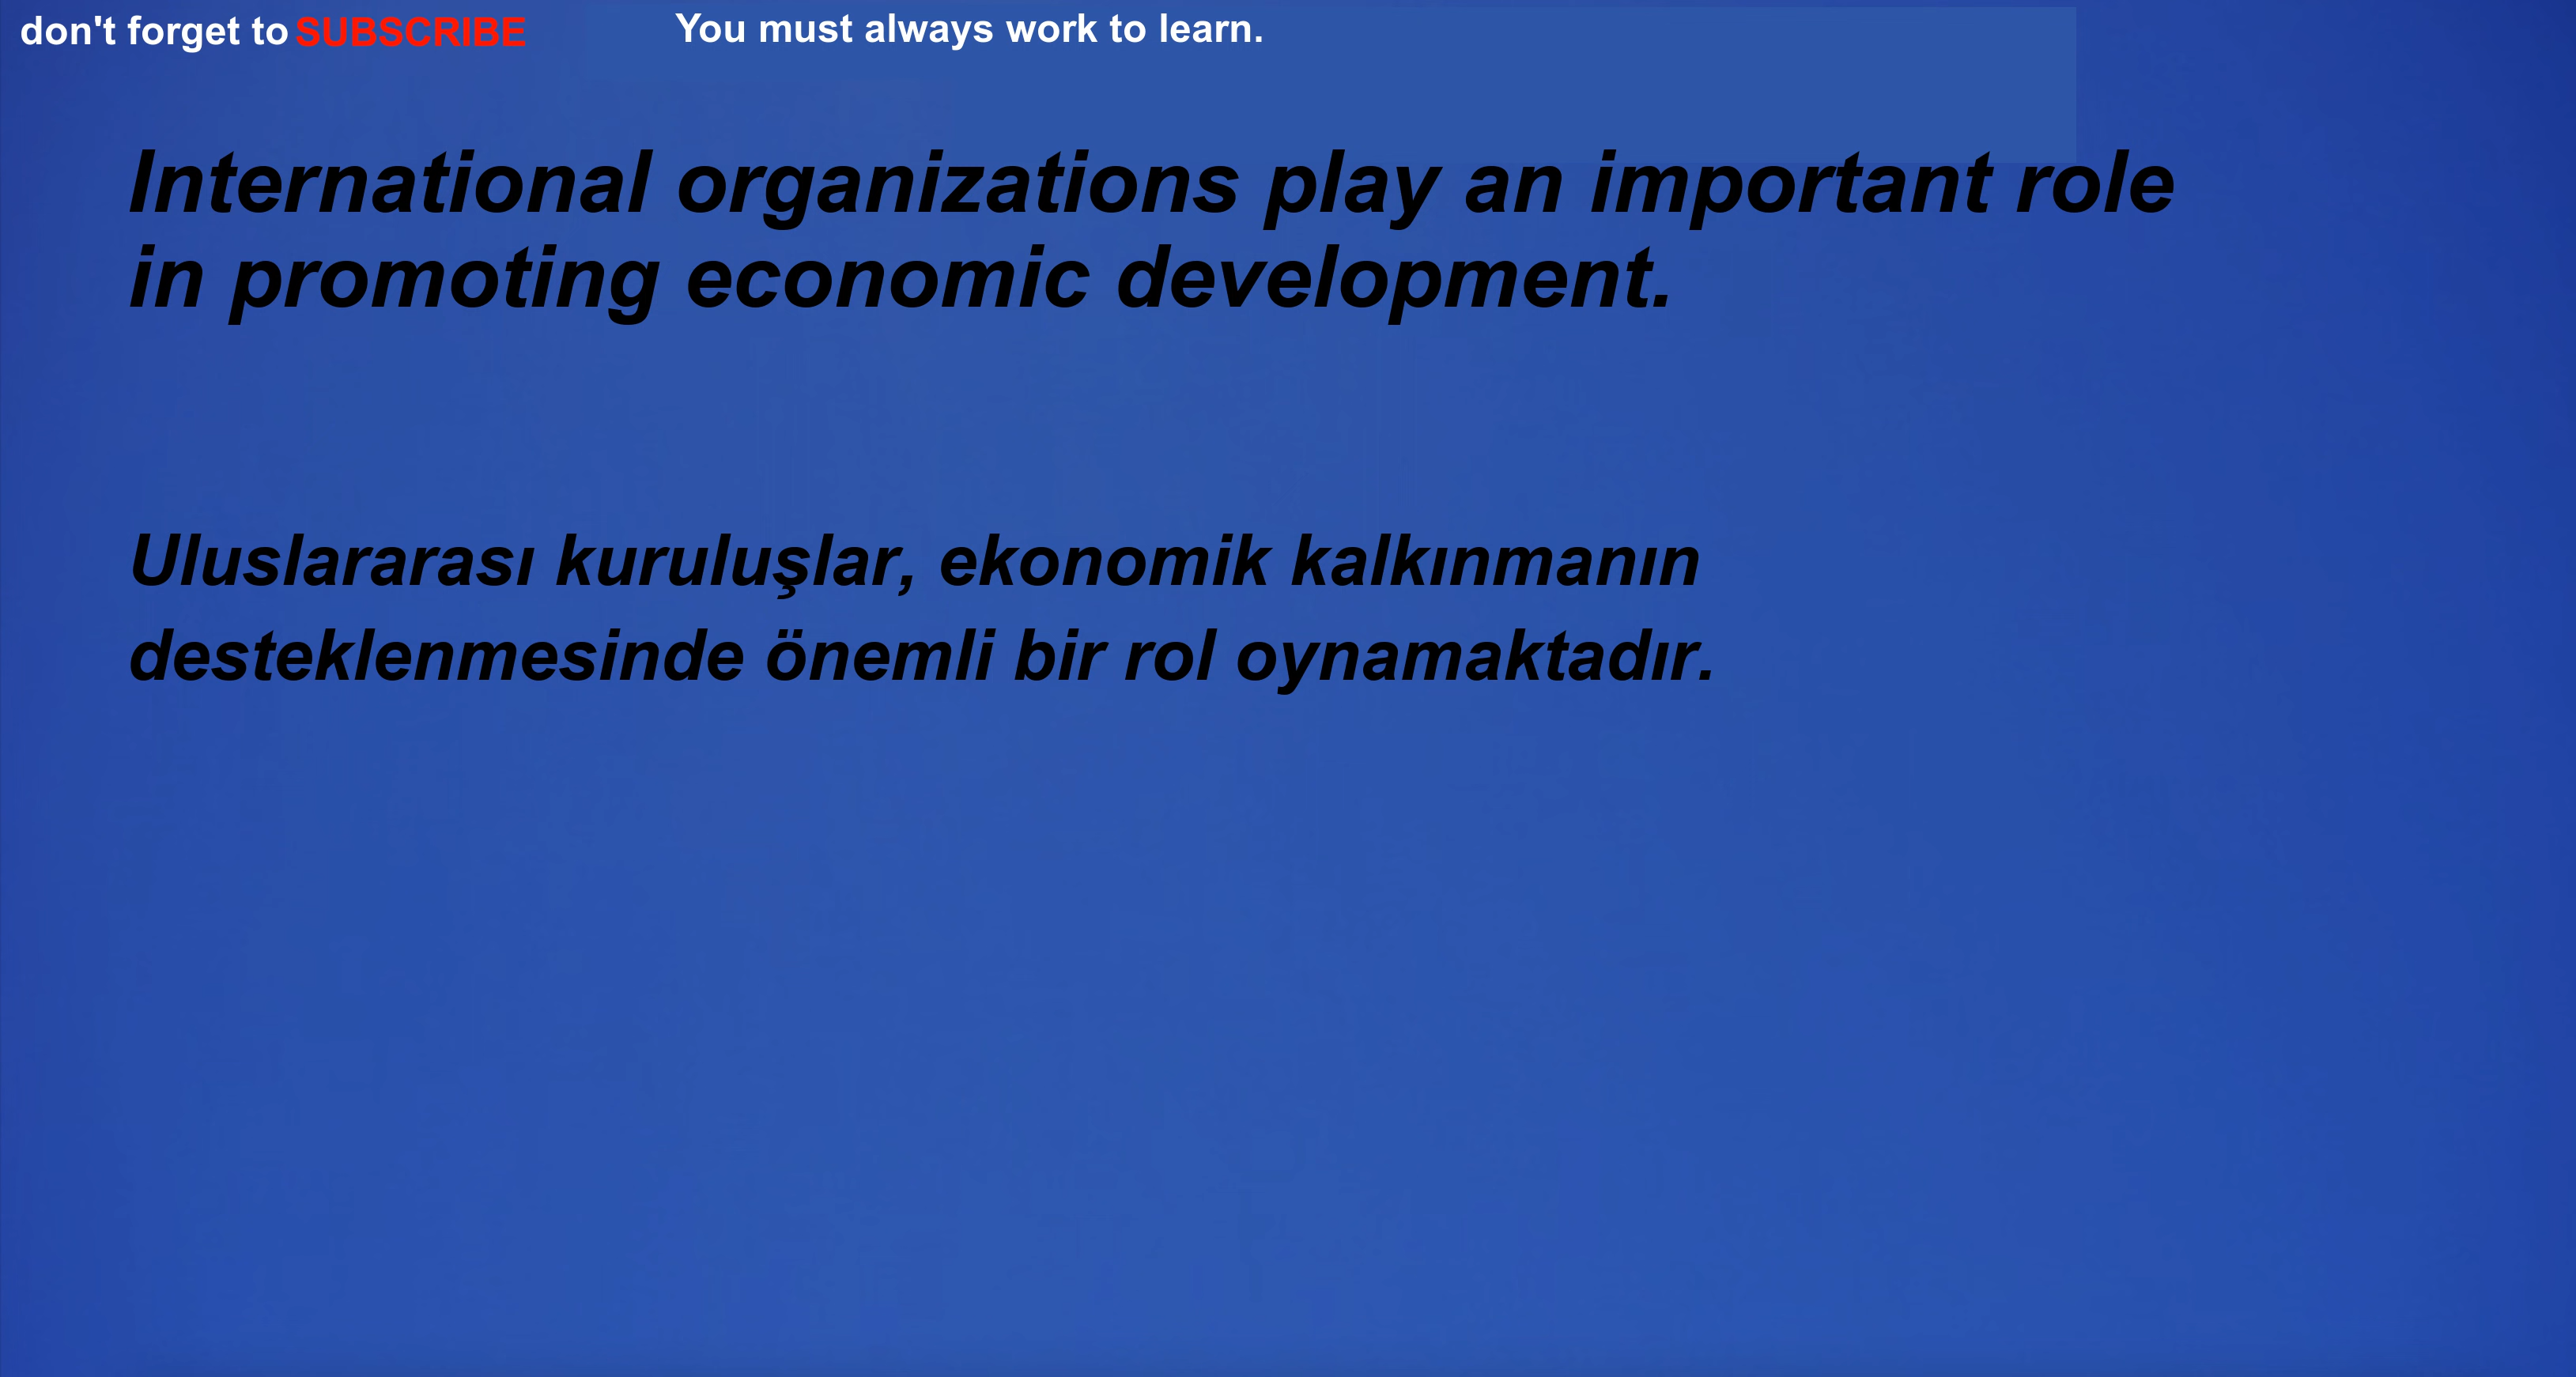 don't forget to SUBSCRIBE
You must always work to learn.
International organizations play an important role
in promoting economic development.
Uluslararası kuruluşlar, ekonomik kalkınmanın
desteklenmesinde önemli bir rol oynamaktadır.